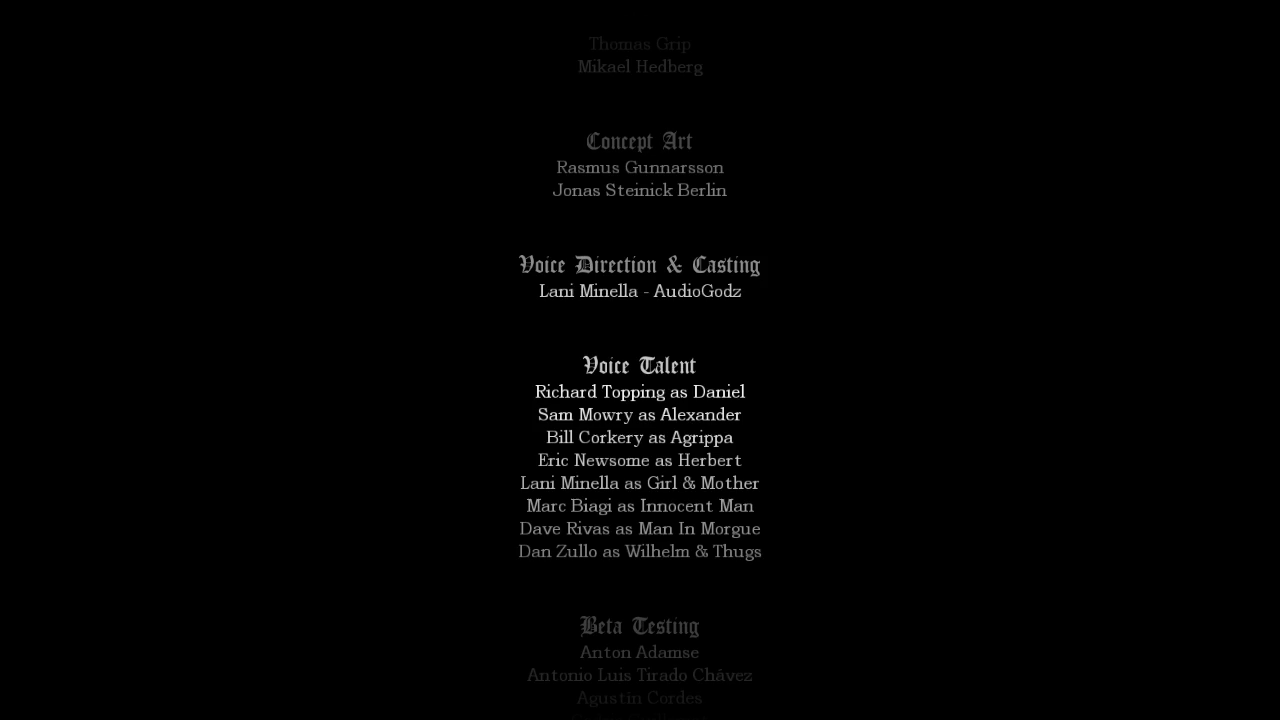 Thomas Grip
Mikael Hedberg
Concept Art
Rasmus Gunnarsson
Jonas Steinick Berlin
Voice Direction & Casting
Lani Minella - AudioGodz
Voice Talent
Richard Topping as Daniel
Sam Mowry as Alexander
Bill Corkery as Agrippa
Eric Newsome as Herbert
Lani Minella as Girl & Mother
Marc Biagi as Innocent Man
Dave Rivas as Man In Morgue
Dan Zullo as Wilhelm & Thugs
Beta Testing
Anton Adamse
Antonio Luis Tirado Chávez
Agustín Cordes